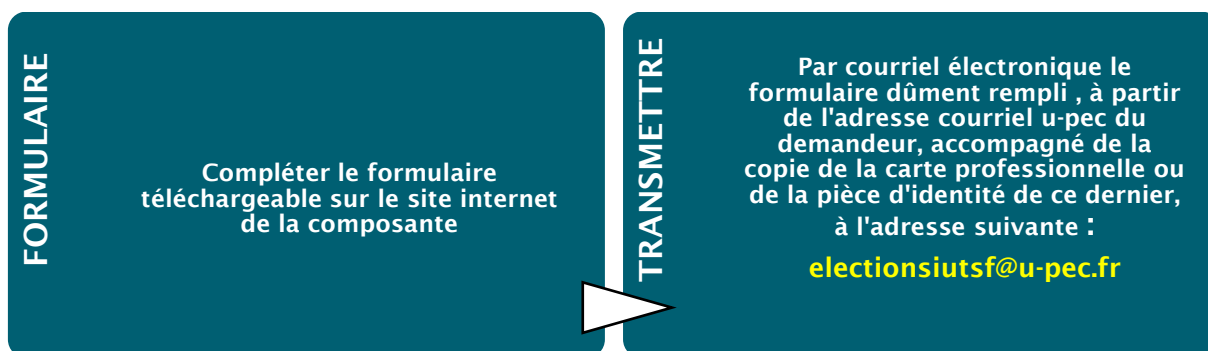 FORMULAIRE
Compléter le formulaire
téléchargeable sur le site internet
de la composante
TRANSMETTRE
Par courriel électronique le
formulaire dûment rempli , à partir
de l'adresse courriel u-pec du
demandeur, accompagné de la
copie de la carte professionnelle ou
de la pièce d'identité de ce dernier,
à l'adresse suivante :
electionsiutsf@u-pec.fr